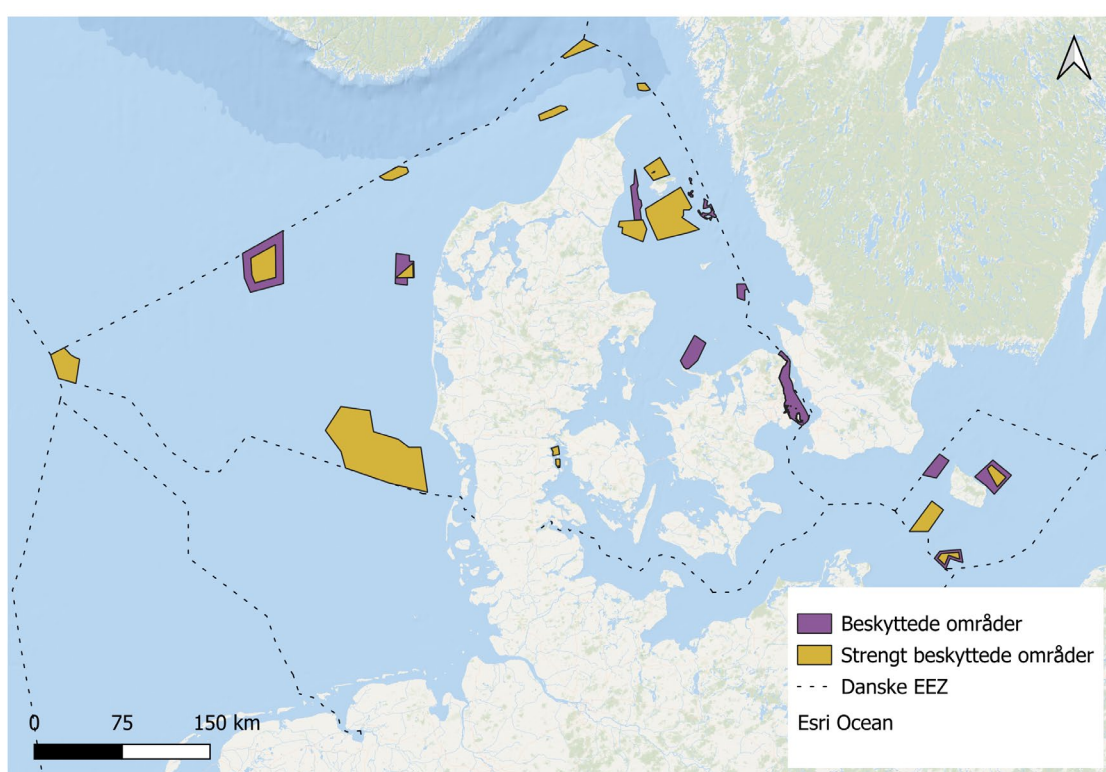 Beskyttede områder
Strengt beskyttede områder
Danske EEZ
Esri Ocean
0 75 150 km